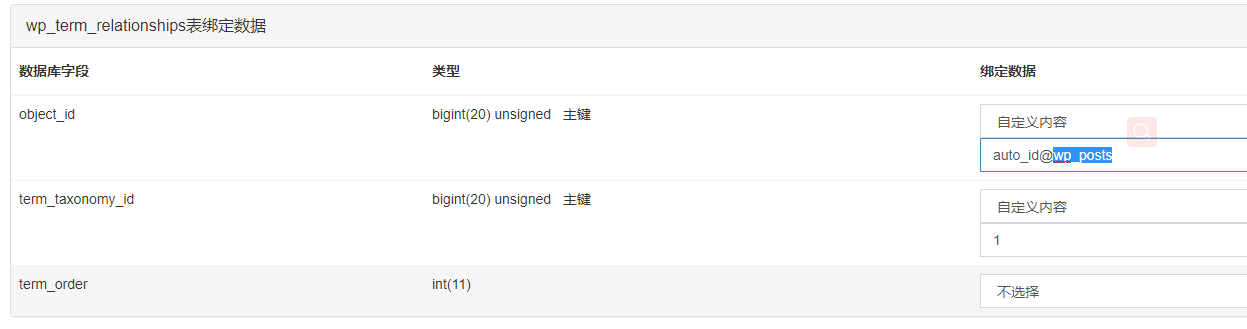 wp_term_relationships表绑定数据
数据库字段 类型 绑定数据
object_id bigint(20) unsigned 主键 自定义内容
auto_id@wp_posts
term_taxonomy_id bigint(20) unsigned 主键 自定义内容
1
term_order int(11) 不选择